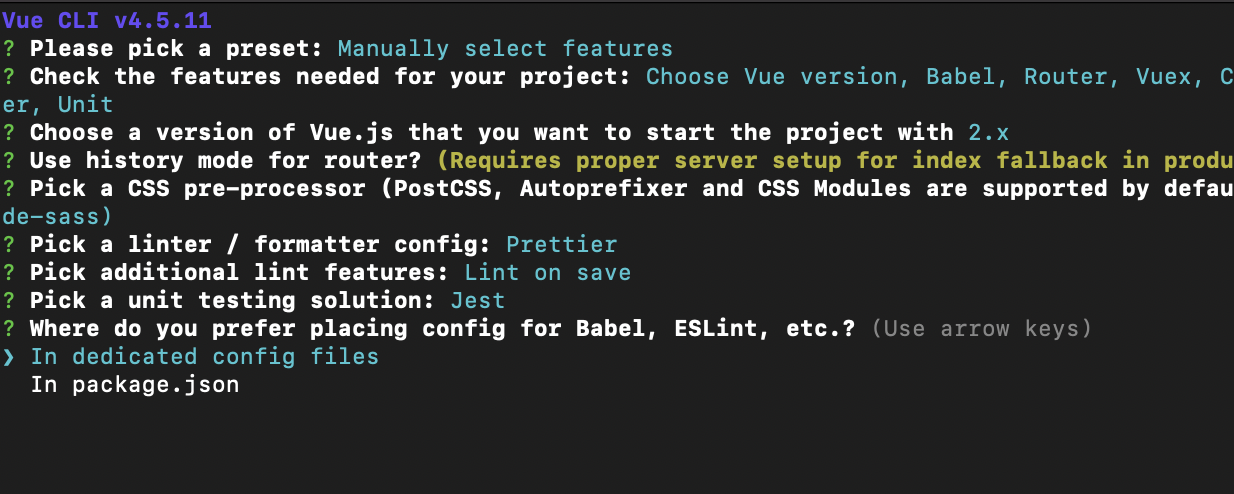 Vue CLI v4.5.11
? Please pick a preset: Manually select features
? Check the features needed for your project: Choose Vue version, Babel, Router, Vuex, C
er, Unit
? Choose a version of Vue.js that you want to start the project with 2.x
? Use history mode for router? (Requires proper server setup for index fallback in produ
? Pick a CSS pre-processor (PostCSS, Autoprefixer and CSS Modules are supported by defau
de-sass)
? Pick a linter / formatter config: Prettier
? Pick additional lint features: Lint on save
? Pick a unit testing solution: Jest
? Where do you prefer placing config for Babel, ESLint, etc.? (Use arrow keys)
❯ In dedicated config files
In package.json